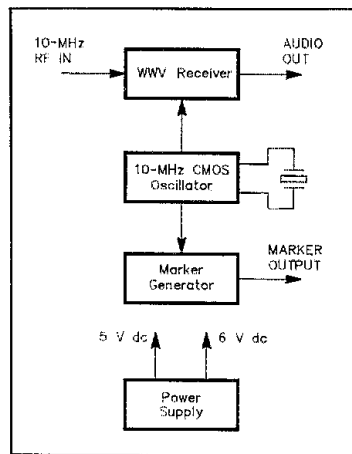 10-MHz
RF IN
WWV Receiver
AUDIO
OUT
10-MHz CMOS
Oscillator
Marker
Generator
MARKER
OUTPUT
5 V dc
6 V dc
Power
Supply